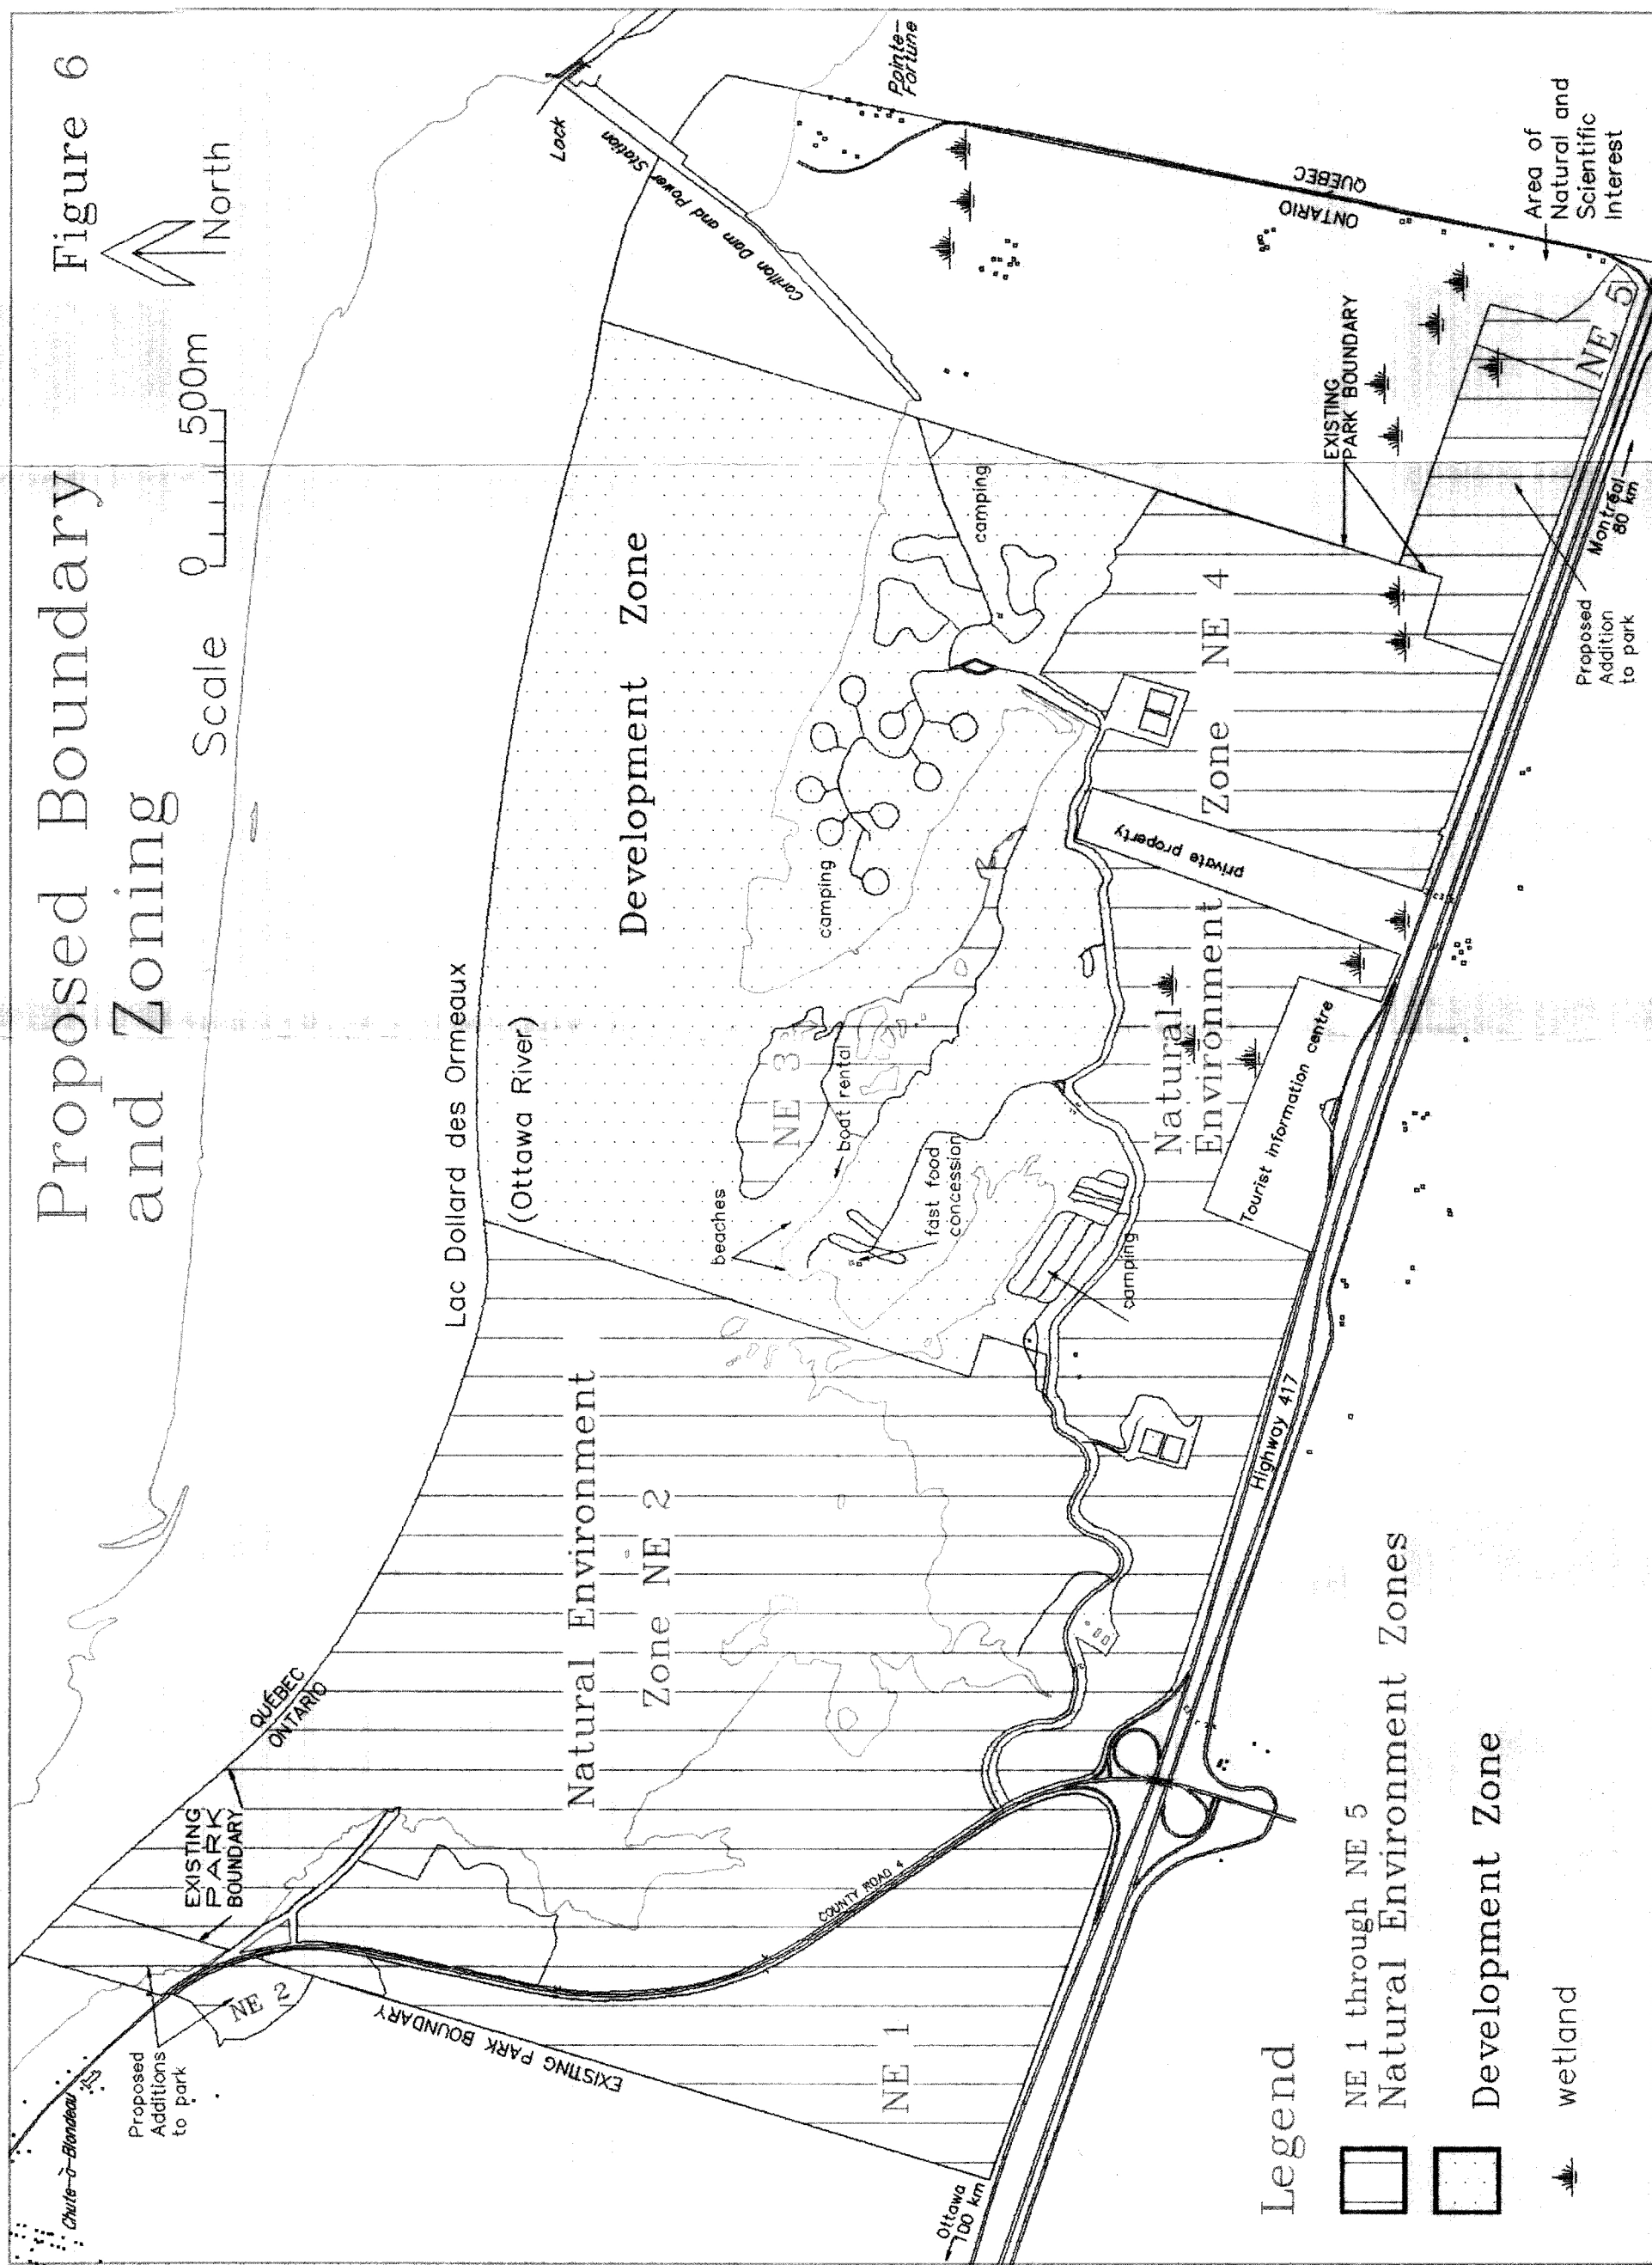 Proposed Boundary
and Zoning
Figure 6
Scale
0 500m
North
QUÉBEC
ONTARIO
EXISTING
PARK
BOUNDARY
Chute-à-Blondeau
Proposed
Additions
to park
NE 2
EXISTING PARK BOUNDARY
NE 1
COUNTY ROAD 4
Natural Environment
Zone NE 2
Lac Dollard des Ormeaux
(Ottawa River)
Development Zone
beaches
NE 3
boat rental
fast food
concession
camping
camping
camping
Lock
Carillon Dam and Power Station
Pointe-
Fortune
QUEBEC
ONTARIO
Natural
Environment
Zone NE 4
private property
Tourist information centre
Highway 417
Ottawa
100 km
EXISTING
PARK BOUNDARY
Area of
Natural and
Scientific
Interest
NE 5
Montréal
80 km
Proposed
Addition
to park
Legend
NE 1 through NE 5
Natural Environment Zones
Development Zone
wetland